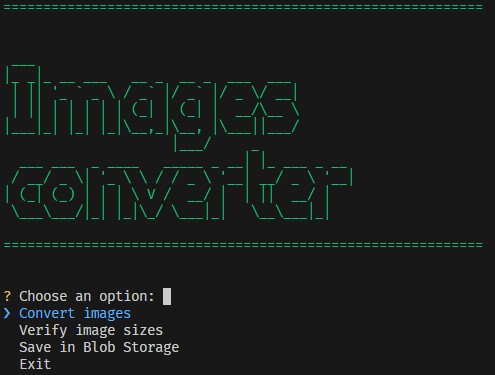 Images
converter
? Choose an option:
❯ Convert images
Verify image sizes
Save in Blob Storage
Exit